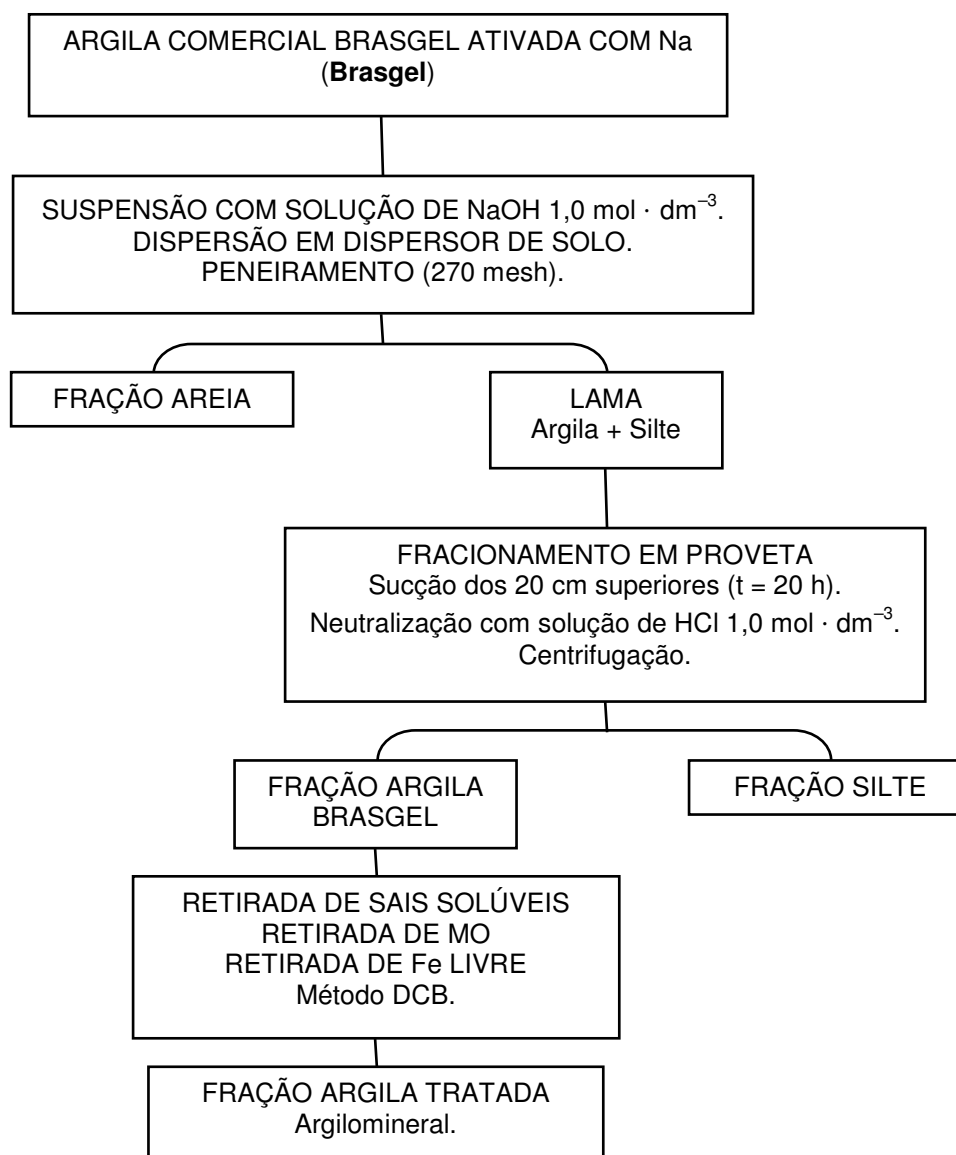 ARGILA COMERCIAL BRASGEL ATIVADA COM Na
(Brasgel)
SUSPENSÃO COM SOLUÇÃO DE NaOH 1,0 mol · dm⁻³.
DISPERSÃO EM DISPERSOR DE SOLO.
PENEIRAMENTO (270 mesh).
FRAÇÃO AREIA
LAMA
Argila + Silte
FRACIONAMENTO EM PROVETA
Sucção dos 20 cm superiores (t = 20 h).
Neutralização com solução de HCl 1,0 mol · dm⁻³.
Centrifugação.
FRAÇÃO ARGILA
BRASGEL
FRAÇÃO SILTE
RETIRADA DE SAIS SOLÚVEIS
RETIRADA DE MO
RETIRADA DE Fe LIVRE
Método DCB.
FRAÇÃO ARGILA TRATADA
Argilomineral.